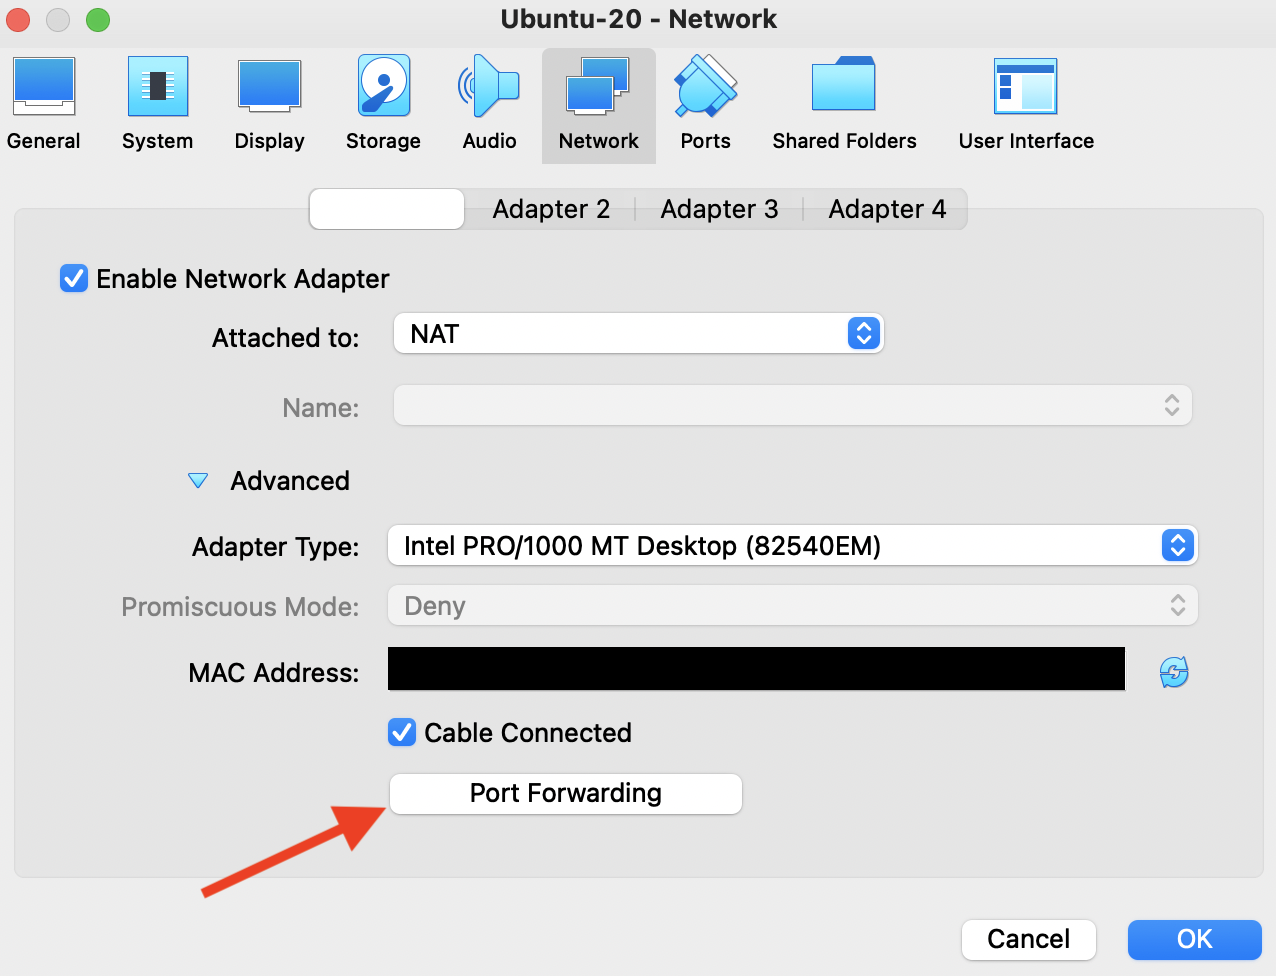 Ubuntu-20 - Network
General System Display Storage Audio Network Ports Shared Folders User Interface
Adapter 2 Adapter 3 Adapter 4
Enable Network Adapter
Attached to: NAT
Name:
Advanced
Adapter Type: Intel PRO/1000 MT Desktop (82540EM)
Promiscuous Mode: Deny
MAC Address:
Cable Connected
Port Forwarding
Cancel OK